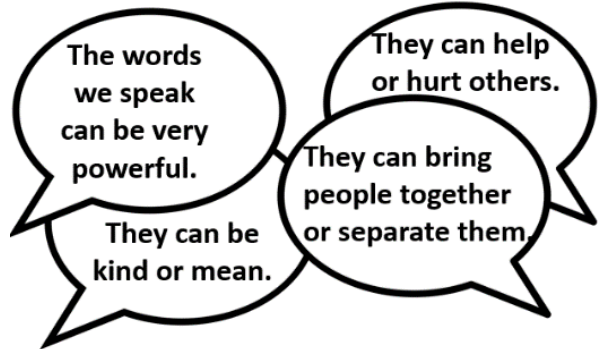 The words
we speak
can be very
powerful.
They can help
or hurt others.
They can be
kind or mean.
They can bring
people together
or separate them.